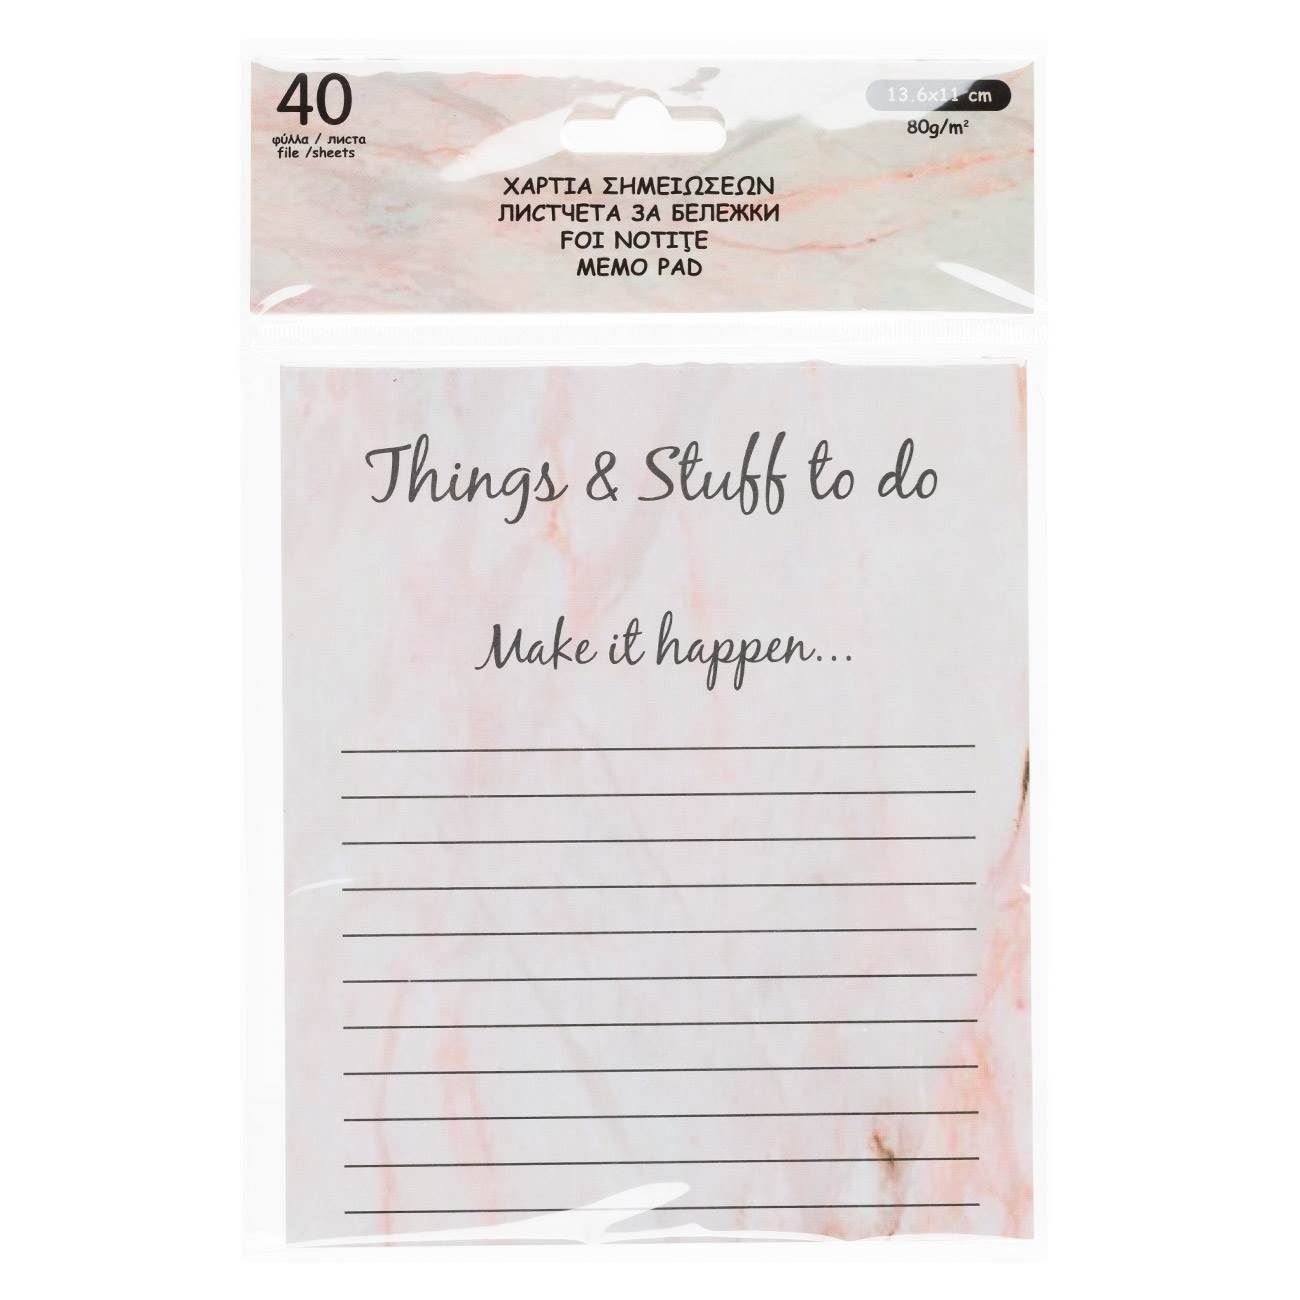 40
φύλλα / листа
file /sheets
13.6x11 cm
80g/m²
ΧΑΡΤΙΑ ΣΗΜΕΙΩΣΕΩΝ
ЛИСТЧЕТА ЗА БЕЛЕЖКИ
FOI NOTIŢE
MEMO PAD
Things & Stuff to do
Make it happen...